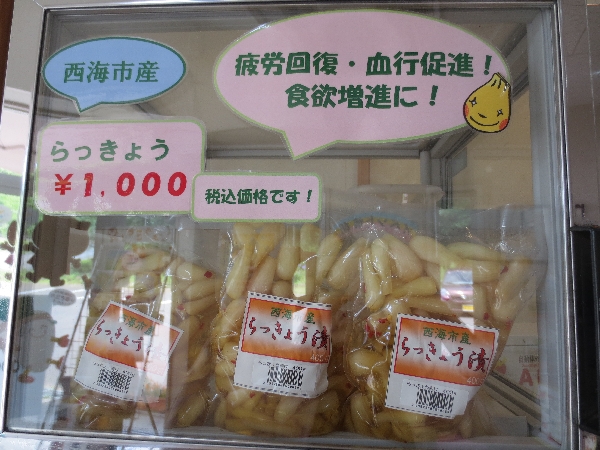 西海市産
疲労回復・血行促進！
食欲増進に！
らっきょう
￥1,000
税込価格です！
西海市産
らっきょう漬
西海市産
らっきょう漬
西海市産
らっきょう漬